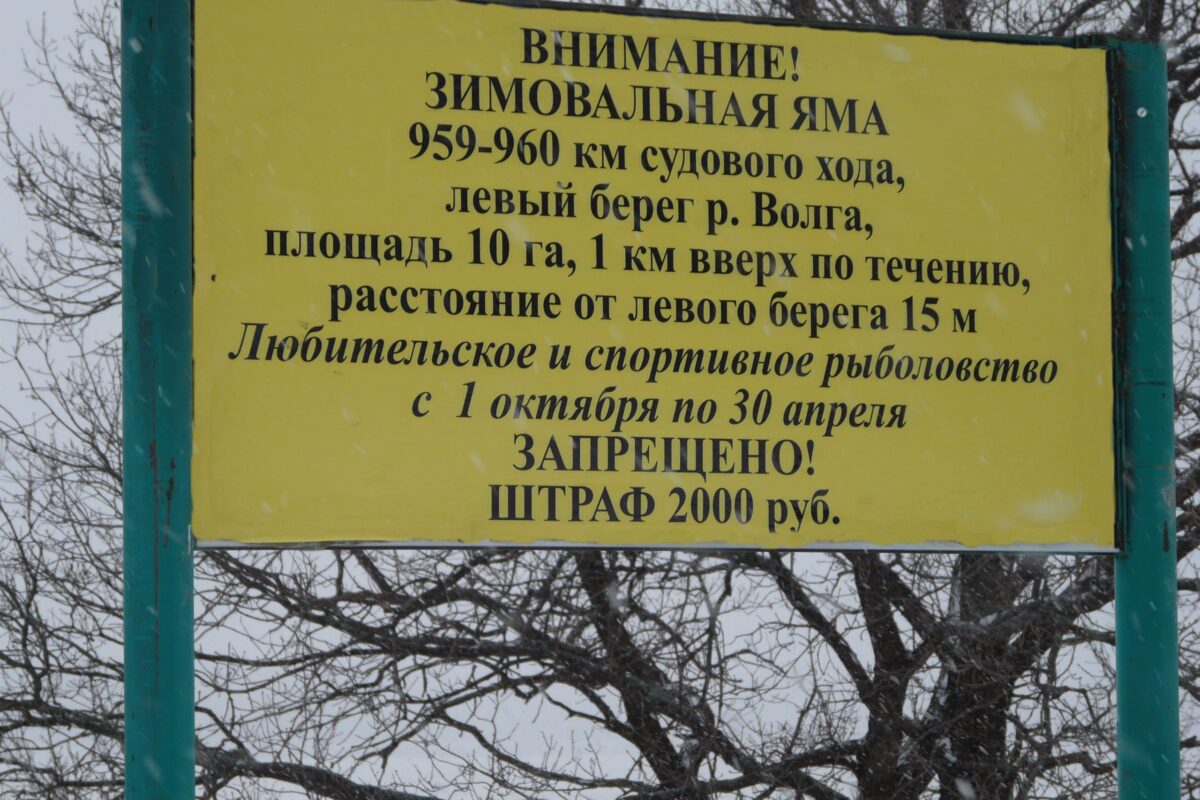 ВНИМАНИЕ!
ЗИМОВАЛЬНАЯ ЯМА
959-960 км судового хода,
левый берег р. Волга,
площадь 10 га, 1 км вверх по течению,
расстояние от левого берега 15 м
Любительское и спортивное рыболовство
с 1 октября по 30 апреля
ЗАПРЕЩЕНО!
ШТРАФ 2000 руб.